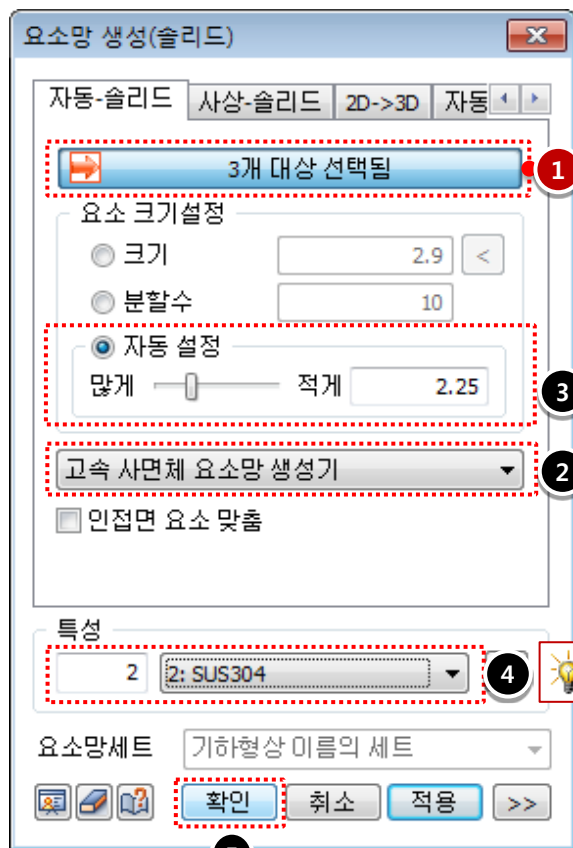 요소망 생성(솔리드)
자동-솔리드 사상-솔리드 2D->3D 자동
3개 대상 선택됨 1
요소 크기설정
크기 2.9 <
분할수 10
자동 설정
많게 적게 2.25 3
고속 사면체 요소망 생성기 2
인접면 요소 맞춤
특성
2 2: SUS304 4
요소망세트 기하형상 이름의 세트
확인 취소 적용 >>